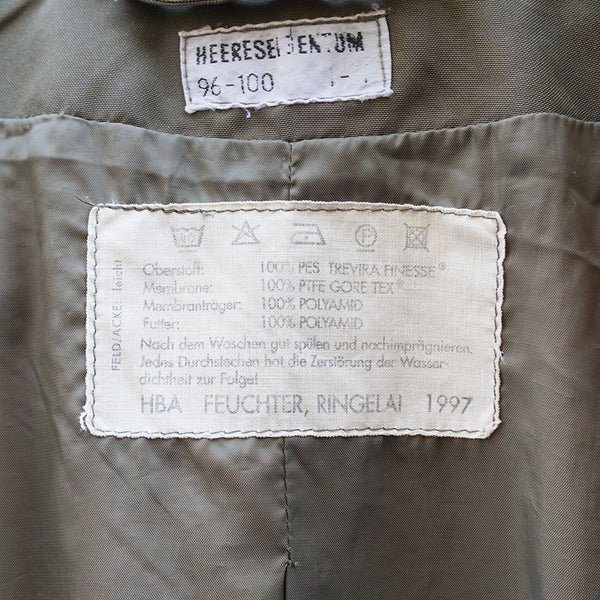 HEERESEIGENTUM
96-100
FELDJACKE: leicht
Oberstoff: 100% PES TREVIRA FINESSE®
Membrane: 100% PTFE GORE TEX®
Membranträger: 100% POLYAMID
Futter: 100% POLYAMID
Nach dem Waschen gut spülen und nachimprägnieren.
Jedes Durchstechen hat die Zerstörung der Wasser-
dichtheit zur Folge!
HBA FEUCHTER, RINGELAI 1997